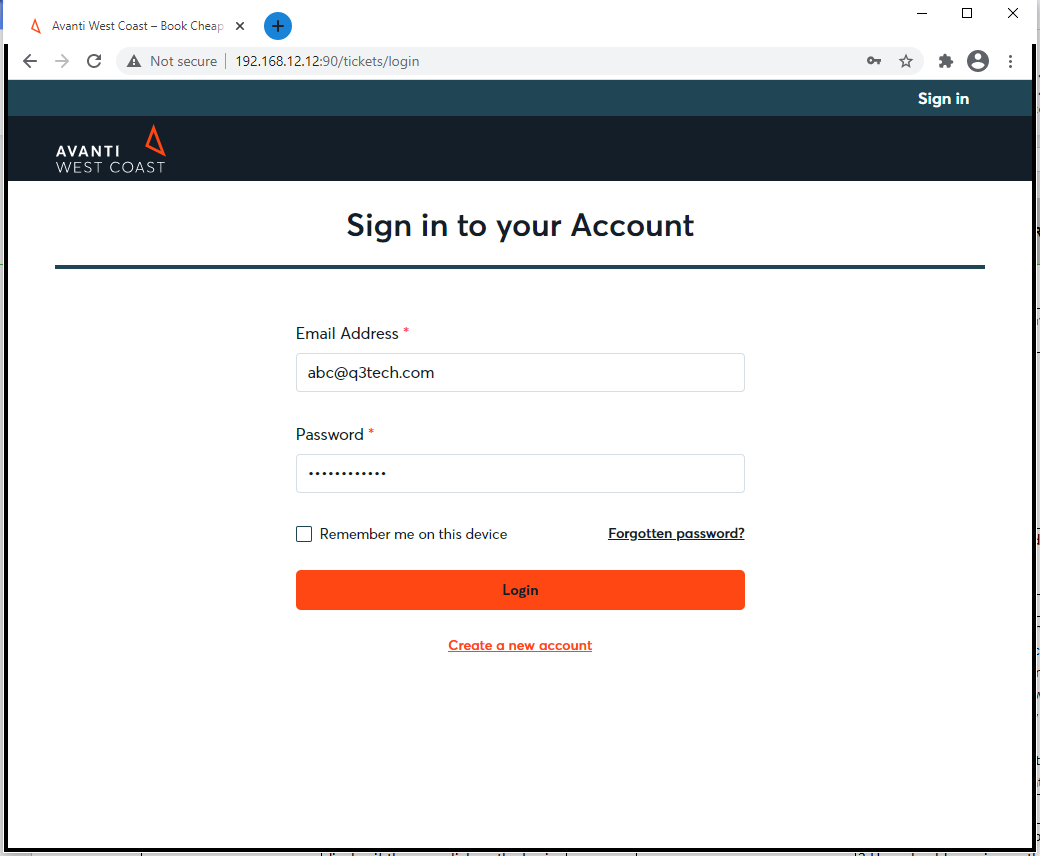 Avanti West Coast – Book Cheap
Not secure 192.168.12.12:90/tickets/login
Sign in
AVANTI
WEST COAST
Sign in to your Account
Email Address *
abc@q3tech.com
Password *
••••••••••••
Remember me on this device Forgotten password?
Login
Create a new account